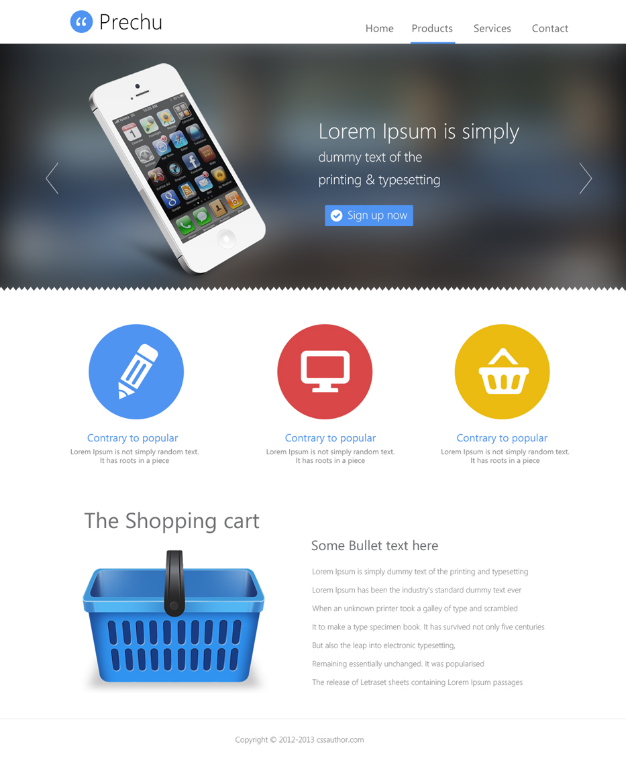 Prechu
Home Products Services Contact
Lorem Ipsum is simply
dummy text of the
printing & typesetting
Sign up now
Contrary to popular
Lorem Ipsum is not simply random text.
It has roots in a piece
Contrary to popular
Lorem Ipsum is not simply random text.
It has roots in a piece
Contrary to popular
Lorem Ipsum is not simply random text.
It has roots in a piece
The Shopping cart
Some Bullet text here
Lorem Ipsum is simply dummy text of the printing and typesetting
Lorem Ipsum has been the industry's standard dummy text ever
When an unknown printer took a galley of type and scrambled
It to make a type specimen book. It has survived not only five centuries
But also the leap into electronic typesetting,
Remaining essentially unchanged. It was popularised
The release of Letraset sheets containing Lorem Ipsum passages
Copyright © 2012-2013 cssauthor.com